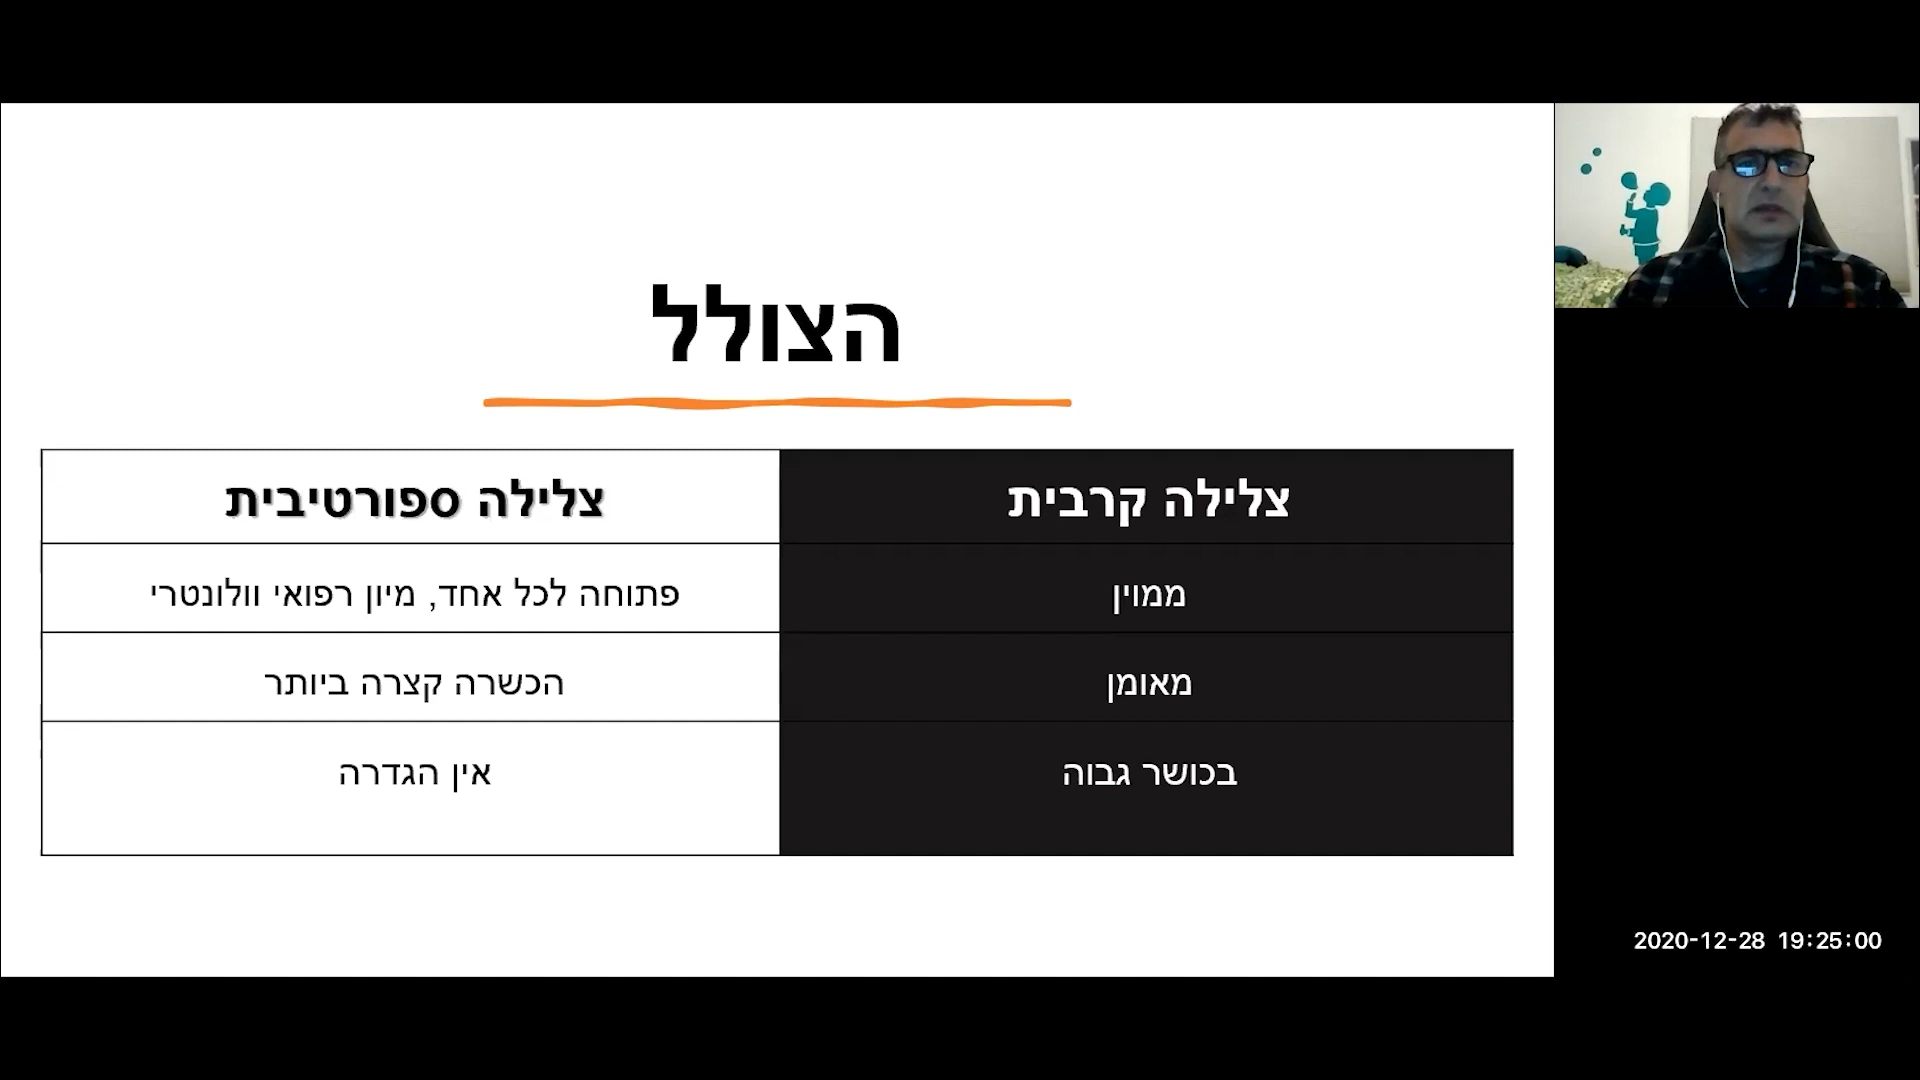 הצולל
צלילה קרבית
צלילה ספורטיבית
ממוין
פתוחה לכל אחד, מיון רפואי וולונטרי
מאומן
הכשרה קצרה ביותר
בכושר גבוה
אין הגדרה
2020-12-28 19:25:00